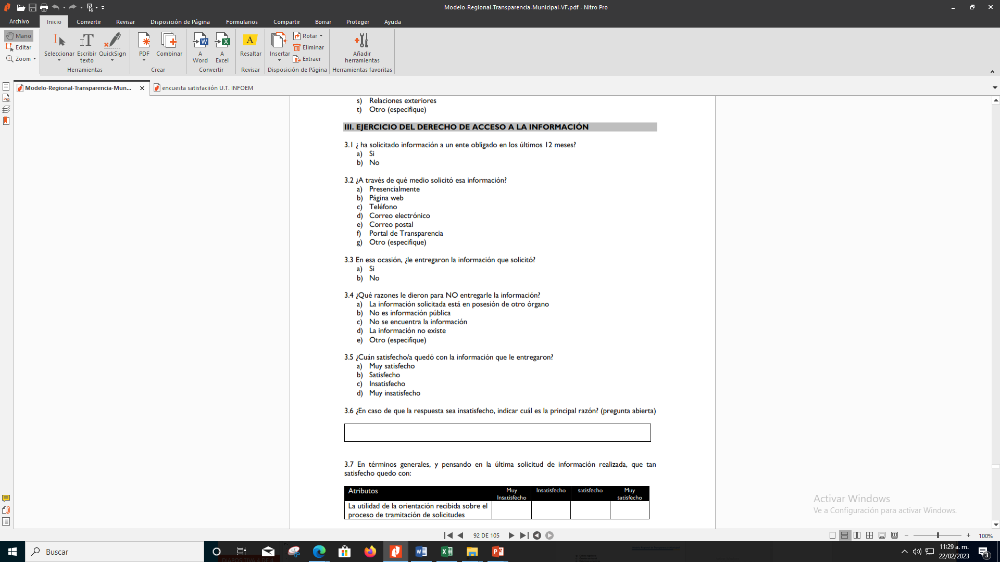 Modelo-Regional-Transparencia-Municipal-VF.pdf - Nitro Pro
Archivo Inicio Convertir Revisar Disposición de Página Formularios Compartir Borrar Proteger Ayuda
Mano
Editar
Zoom
Seleccionar Escribir texto QuickSign
Herramientas
PDF Combinar
Crear
A Word A Excel
Convertir
A
Resaltar
Revisar
Insertar Rotar
Eliminar
Extraer
Disposición de Página
Añadir herramientas
Herramientas favoritas
Modelo-Regional-Transparencia-Mun... encuesta satisfaciión U.T. INFOEM
s) Relaciones exteriores
t) Otro (especifique)
III. EJERCICIO DEL DERECHO DE ACCESO A LA INFORMACIÓN
3.1 ¿ ha solicitado información a un ente obligado en los últimos 12 meses?
a) Si
b) No
3.2 ¿A través de qué medio solicitó esa información?
a) Presencialmente
b) Página web
c) Teléfono
d) Correo electrónico
e) Correo postal
f) Portal de Transparencia
g) Otro (especifique)
3.3 En esa ocasión, ¿le entregaron la información que solicitó?
a) Si
b) No
3.4 ¿Qué razones le dieron para NO entregarle la información?
a) La información solicitada está en posesión de otro órgano
b) No es información pública
c) No se encuentra la información
d) La información no existe
e) Otro (especifique)
3.5 ¿Cuán satisfecho/a quedó con la información que le entregaron?
a) Muy satisfecho
b) Satisfecho
c) Insatisfecho
d) Muy insatisfecho
3.6 ¿En caso de que la respuesta sea insatisfecho, indicar cuál es la principal razón? (pregunta abierta)
3.7 En términos generales, y pensando en la última solicitud de información realizada, que tan
satisfecho quedo con:
Atributos Muy Insatisfecho Insatisfecho satisfecho Muy satisfecho
La utilidad de la orientación recibida sobre el
proceso de tramitación de solicitudes
Activar Windows
Ve a Configuración para activar Windows.
92 DE 105
100%
Buscar
DIAPOSITIVA 4 DE 4
11:29 a. m.
22/02/2023
3